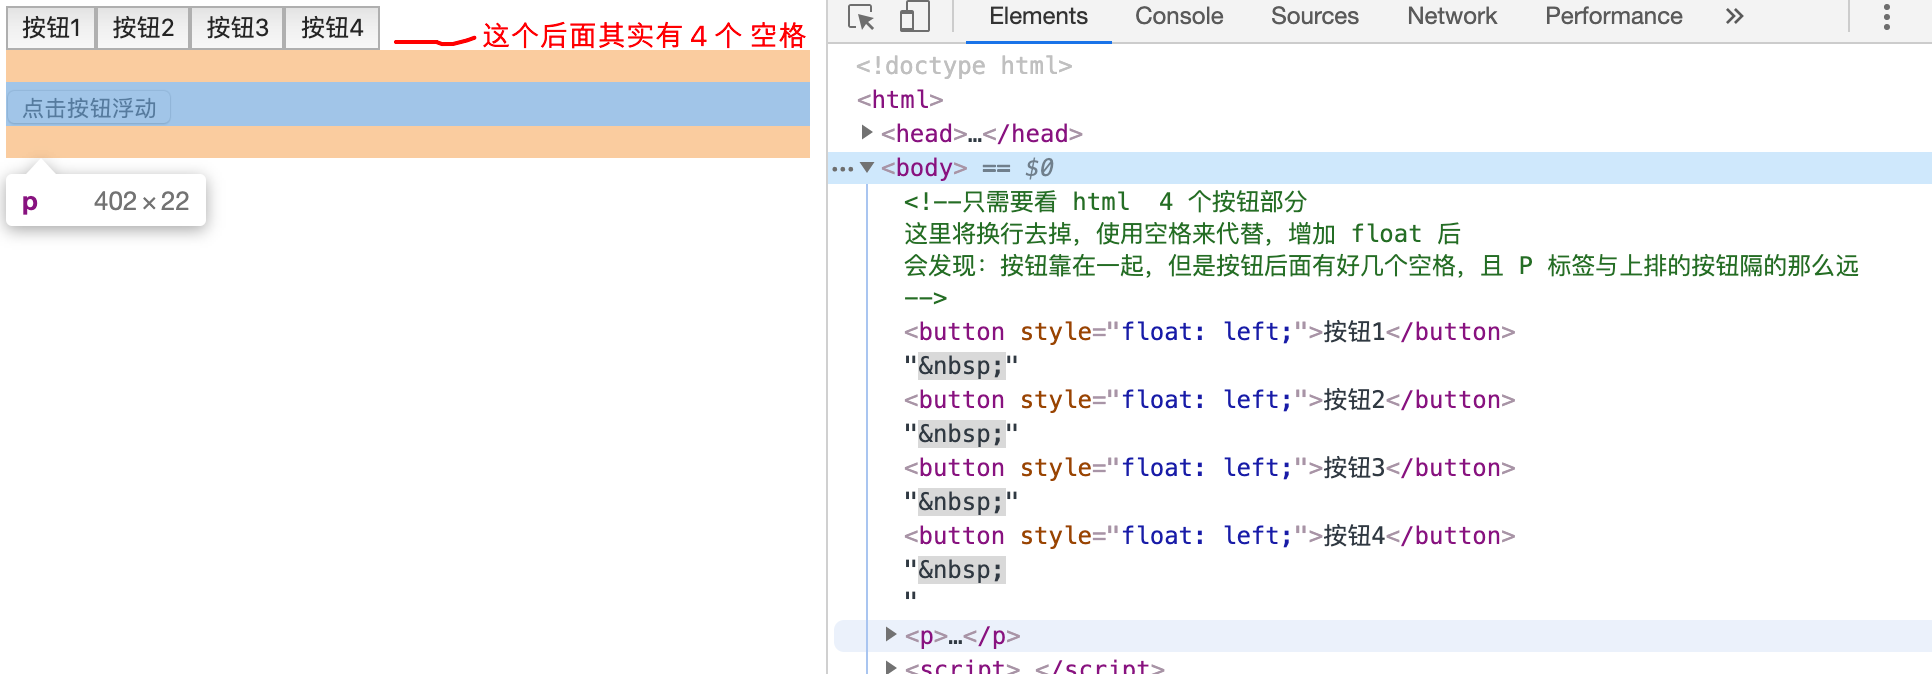 按钮1 按钮2 按钮3 按钮4 这个后面其实有 4 个 空格
点击按钮浮动
p 402 × 22
Elements Console Sources Network Performance »
<!doctype html>
<html>
▶ <head>…</head>
… ▼ <body> == $0
<!--只需要看 html  4 个按钮部分
这里将换行去掉，使用空格来代替，增加 float 后
会发现：按钮靠在一起，但是按钮后面有好几个空格，且 P 标签与上排的按钮隔的那么远
-->
<button style="float: left;">按钮1</button>
"&nbsp;"
<button style="float: left;">按钮2</button>
"&nbsp;"
<button style="float: left;">按钮3</button>
"&nbsp;"
<button style="float: left;">按钮4</button>
"&nbsp;
"
▶ <p>…</p>
▶ <script> </script>